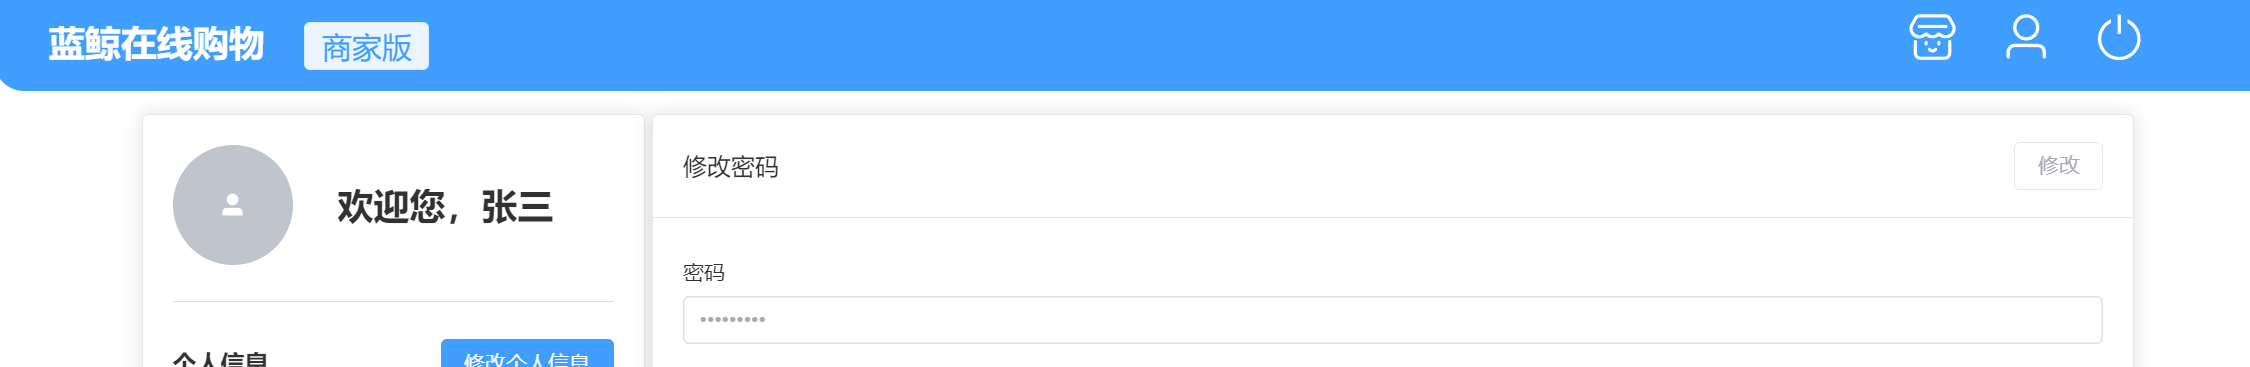 蓝鲸在线购物 商家版
欢迎您，张三
个人信息 修改个人信息
修改密码 修改
密码
•••••••••